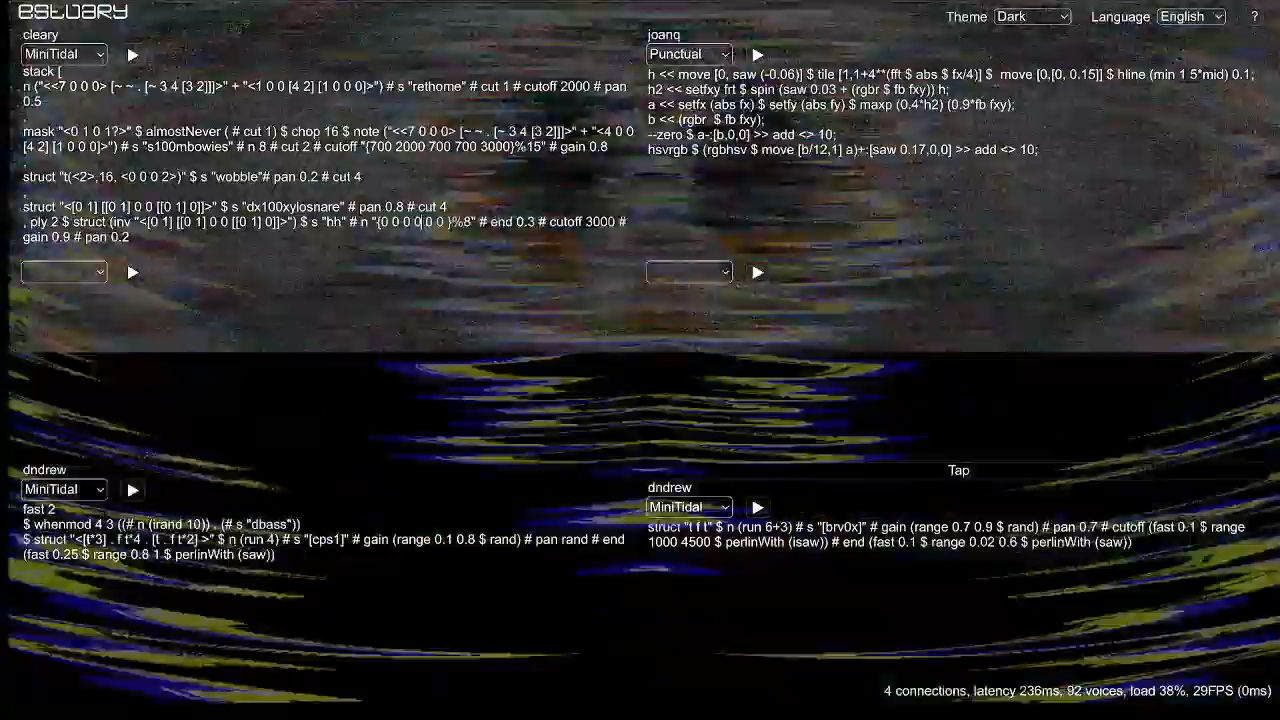 estuary
Theme Dark Language English ?
cleary
MiniTidal
stack [
n ("<<7 0 0 0> [~ ~ . [~ 3 4 [3 2]]]>" + "<1 0 0 [4 2] [1 0 0 0]>") # s "rethome" # cut 1 # cutoff 2000 # pan
0.5
,
mask "<0 1 0 1?>" $ almostNever ( # cut 1) $ chop 16 $ note ("<<7 0 0 0> [~ ~ . [~ 3 4 [3 2]]]>" + "<4 0 0
[4 2] [1 0 0 0]>") # s "s100mbowies" # n 8 # cut 2 # cutoff "{700 2000 700 700 3000}%15" # gain 0.8
,
struct "t(<2>,16, <0 0 0 2>)" $ s "wobble"# pan 0.2 # cut 4
,
struct "<[0 1] [[0 1] 0 0 [[0 1] 0]]>" $ s "dx100xylosnare" # pan 0.8 # cut 4
, ply 2 $ struct (inv "<[0 1] [[0 1] 0 0 [[0 1] 0]]>") $ s "hh" # n "{0 0 0 0 0 0 }%8" # end 0.3 # cutoff 3000 #
gain 0.9 # pan 0.2
joanq
Punctual
h << move [0, saw (-0.06)] $ tile [1,1+4**(fft $ abs $ fx/4)] $  move [0,[0, 0.15]] $ hline (min 1 5*mid) 0.1;
h2 << setfxy frt $ spin (saw 0.03 + (rgbr $ fb fxy)) h;
a << setfx (abs fx) $ setfy (abs fy) $ maxp (0.4*h2) (0.9*fb fxy);
b << (rgbr  $ fb fxy);
--zero $ a-:[b,0,0] >> add <> 10;
hsvrgb $ (rgbhsv $ move [b/12,1] a)+:[saw 0.17,0,0] >> add <> 10;
dndrew
MiniTidal
fast 2
$ whenmod 4 3 ((# n (irand 10)) . (# s "dbass"))
$ struct "<[t*3] . f t*4 . [t . f t*2] >" $ n (run 4) # s "[cps1]" # gain (range 0.1 0.8 $ rand) # pan rand # end
(fast 0.25 $ range 0.6 1 $ perlinWith (saw))
Tap
dndrew
MiniTidal
struct "t f t" $ n (run 6+3) # s "[brv0x]" # gain (range 0.7 0.9 $ rand) # pan 0.7 # cutoff (fast 0.1 $ range
1000 4500 $ perlinWith (isaw)) # end (fast 0.1 $ range 0.02 0.6 $ perlinWith (saw))
4 connections, latency 236ms, 92 voices, load 38%, 29FPS (0ms)